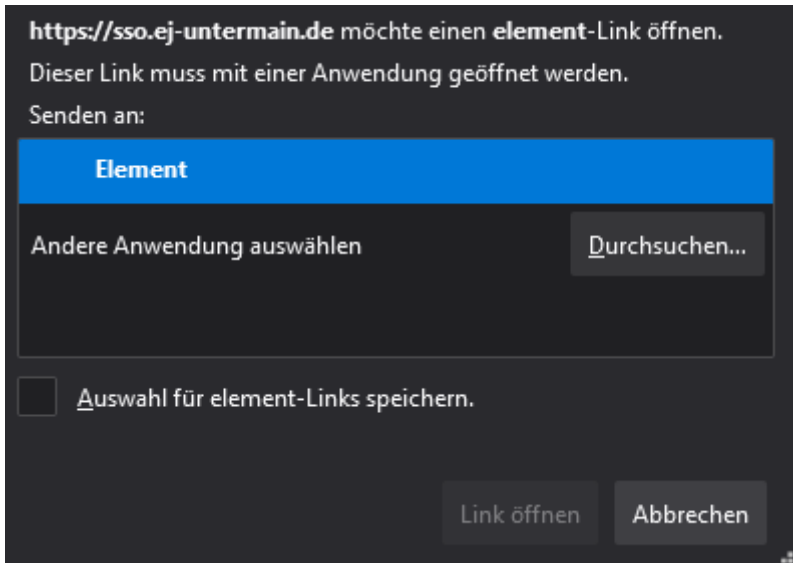 https://sso.ej-untermain.de möchte einen element-Link öffnen.
Dieser Link muss mit einer Anwendung geöffnet werden.
Senden an:
Element
Andere Anwendung auswählen Durchsuchen...
Auswahl für element-Links speichern.
Link öffnen Abbrechen